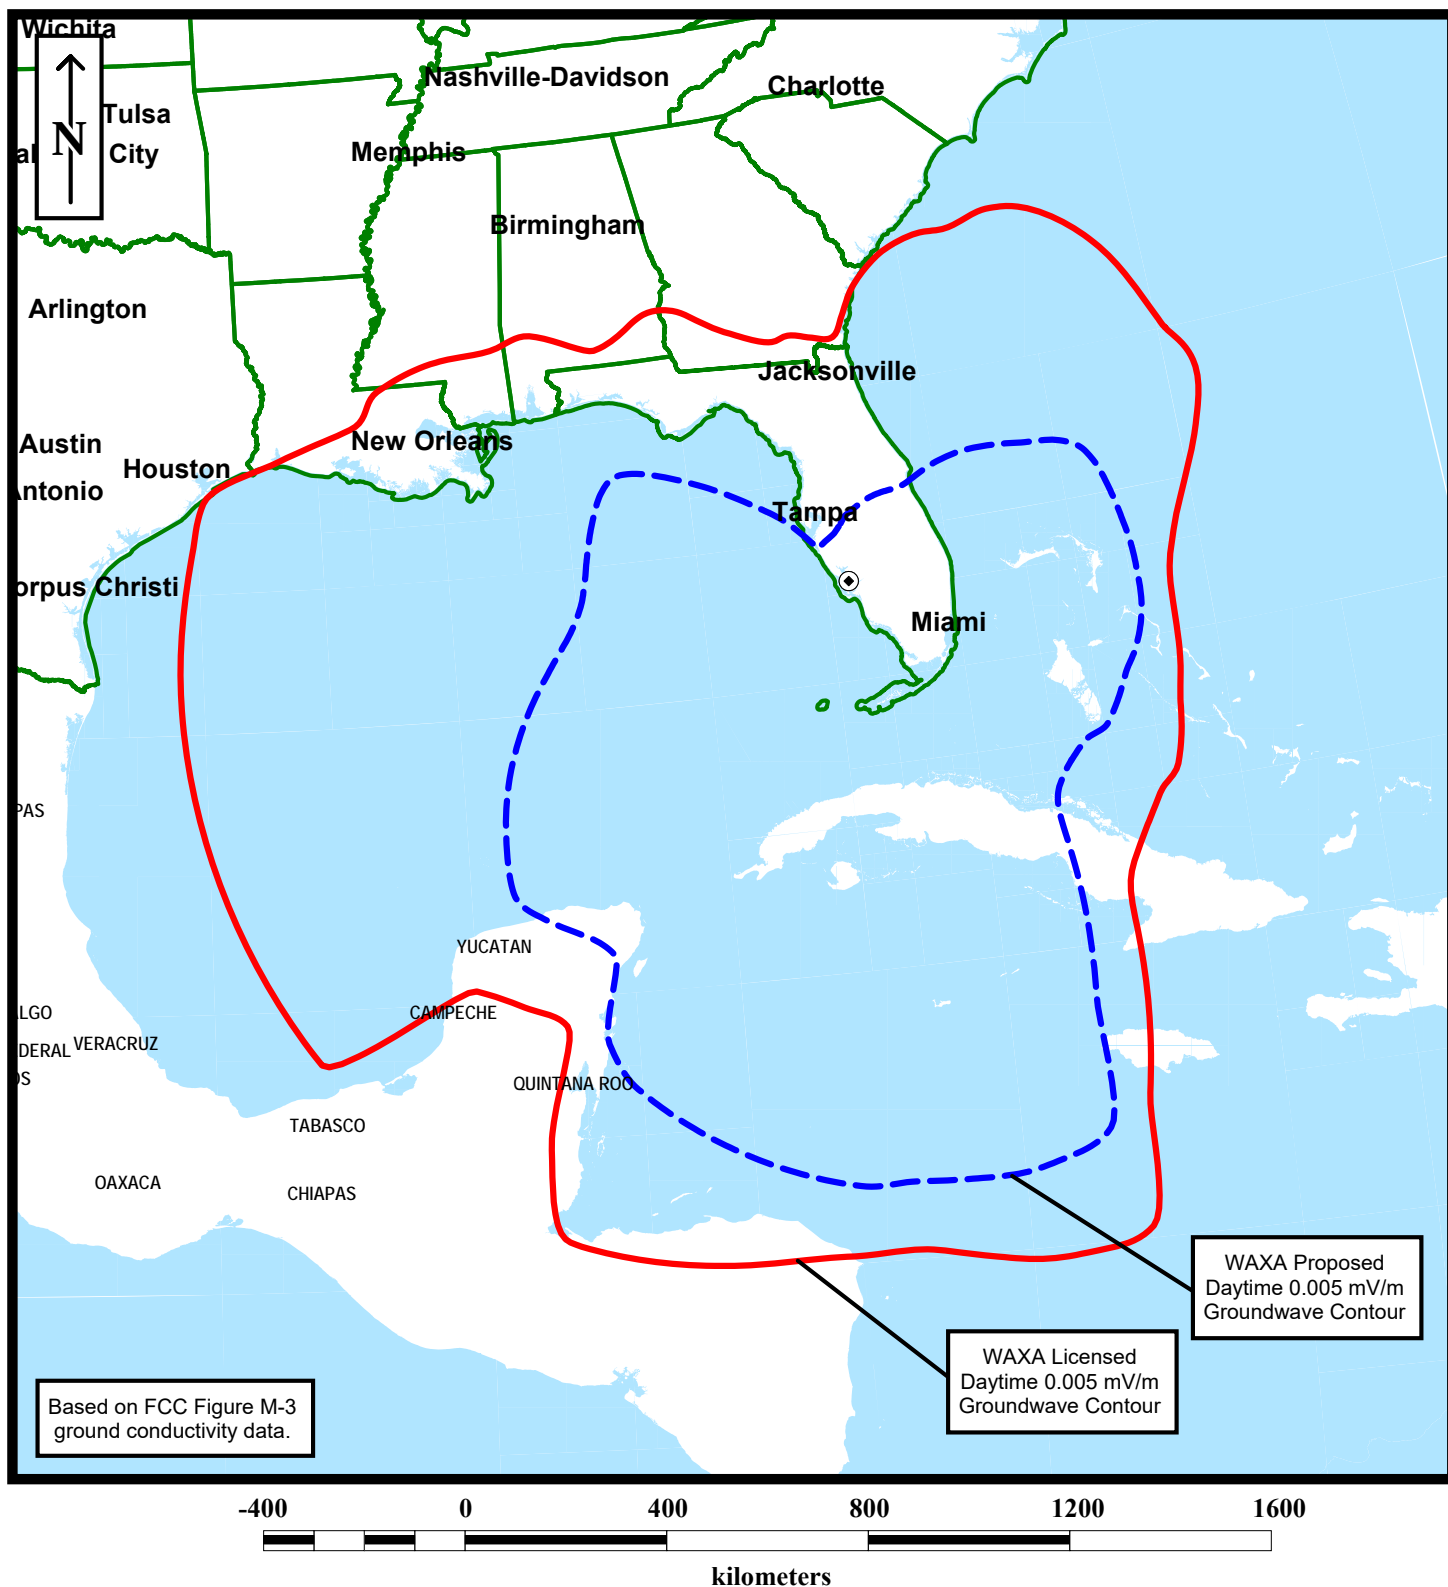 Wichita
Nashville-Davidson
Charlotte
Tulsa
N
City
Memphis
Birmingham
Arlington
Jacksonville
Austin
New Orleans
Houston
Antonio
Tampa
orpus Christi
Miami
PAS
YUCATAN
LGO
CAMPECHE
DERAL
VERACRUZ
OS
QUINTANA ROO
TABASCO
OAXACA
CHIAPAS
WAXA Proposed
Daytime 0.005 mV/m
Groundwave Contour
WAXA Licensed
Daytime 0.005 mV/m
Groundwave Contour
Based on FCC Figure M-3
ground conductivity data.
-400 0 400 800 1200 1600
kilometers